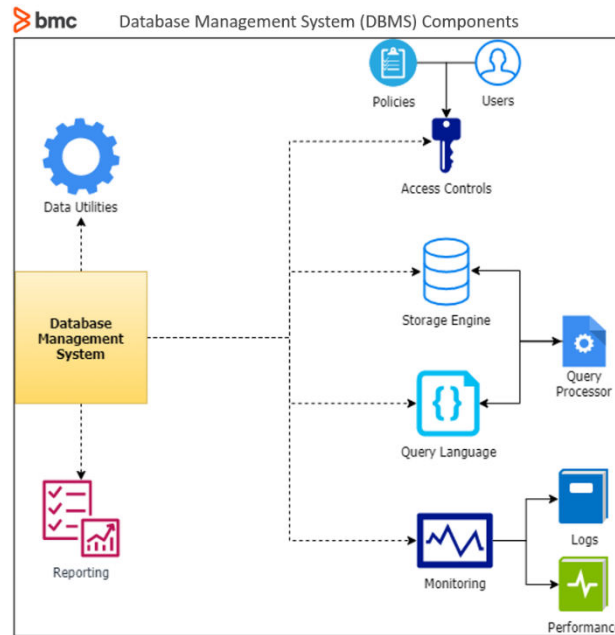 bmc
Database Management System (DBMS) Components
Policies
Users
Data Utilities
Access Controls
Database
Management
System
Storage Engine
Query
Processor
Query Language
Reporting
Monitoring
Logs
Performance